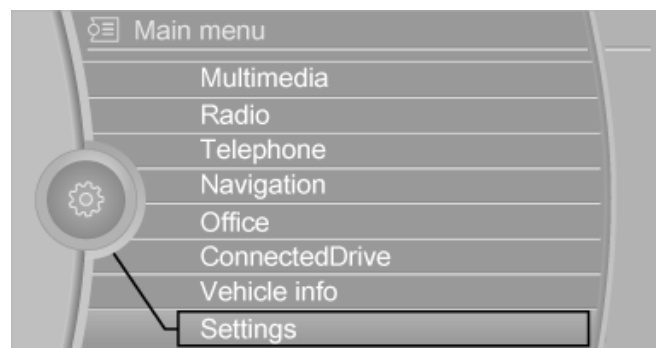 Main menu
Multimedia
Radio
Telephone
Navigation
Office
ConnectedDrive
Vehicle info
Settings